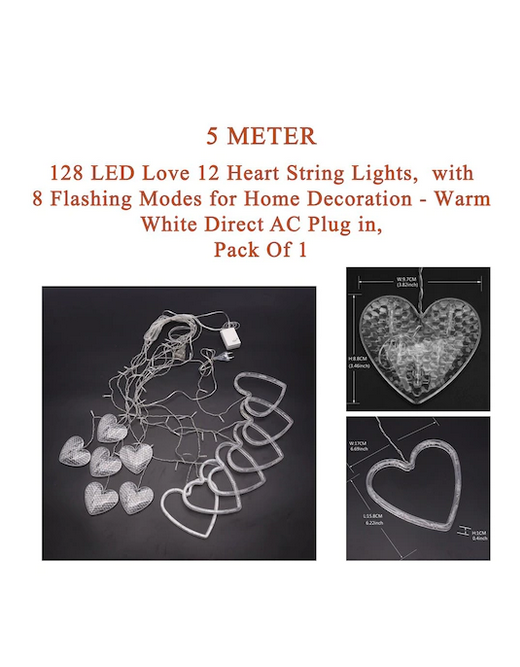 5 METER
128 LED Love 12 Heart String Lights, with
8 Flashing Modes for Home Decoration - Warm
White Direct AC Plug in,
Pack Of 1
W:9.7CM
(3.82inch)
H:8.8CM
(3.46inch)
W:17CM
6.69inch
L:15.8CM
6.22inch
H:1CM
0.4inch